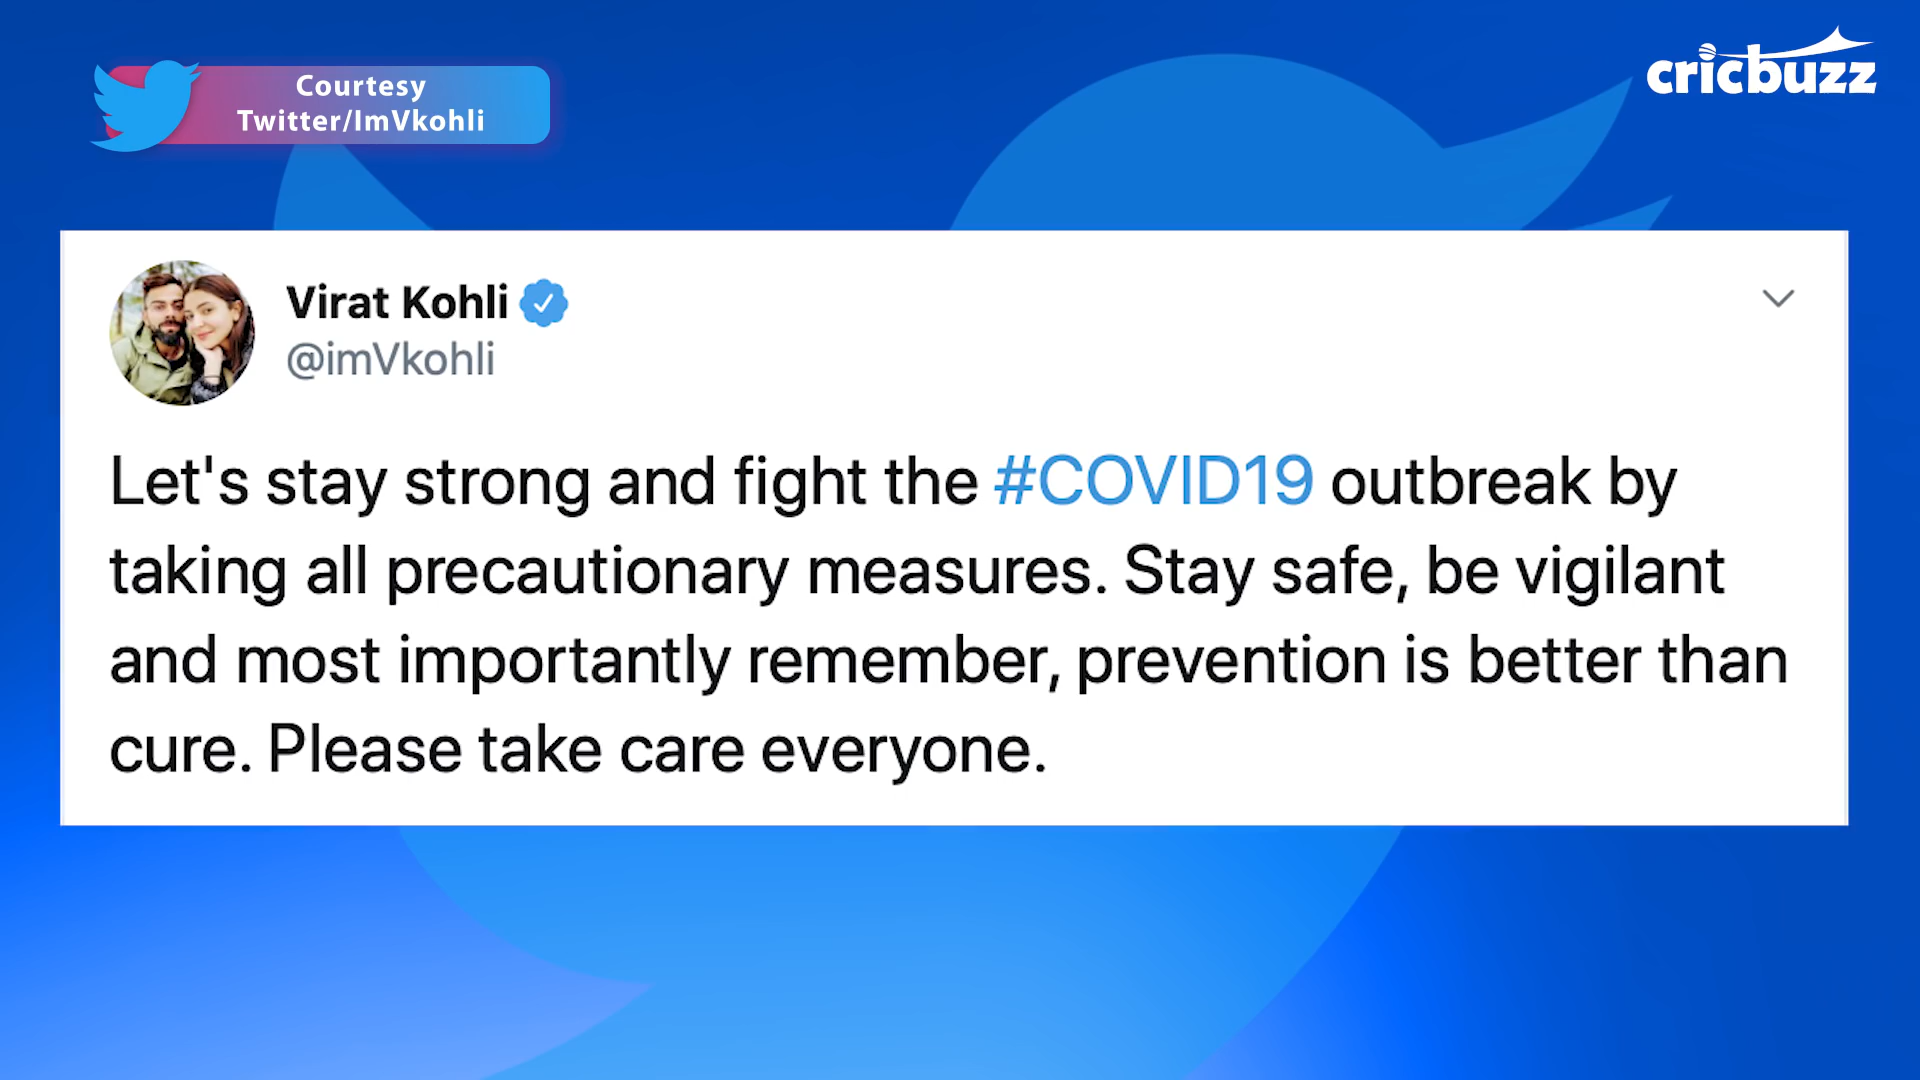 Courtesy
Twitter/ImVkohli
cricbuzz
Virat Kohli
@imVkohli
Let's stay strong and fight the #COVID19 outbreak by
taking all precautionary measures. Stay safe, be vigilant
and most importantly remember, prevention is better than
cure. Please take care everyone.